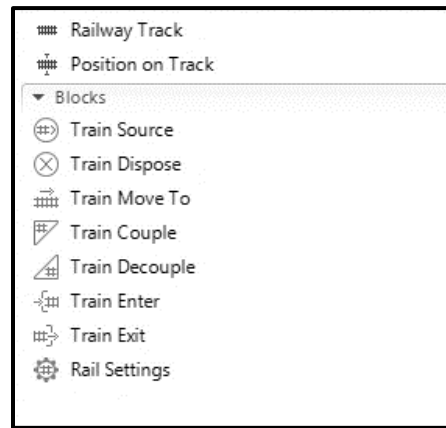 Railway Track
Position on Track
Blocks
Train Source
Train Dispose
Train Move To
Train Couple
Train Decouple
Train Enter
Train Exit
Rail Settings